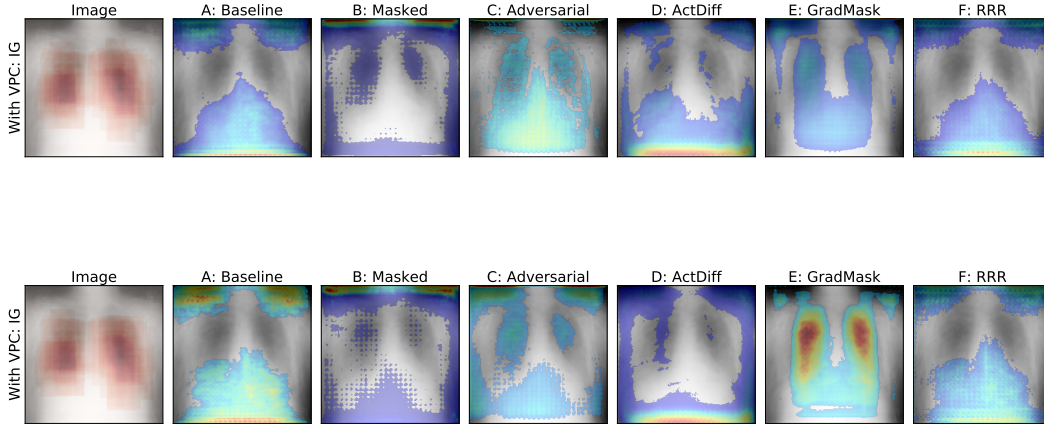 Image A: Baseline B: Masked C: Adversarial D: ActDiff E: GradMask F: RRR
With VPC: IG
Image A: Baseline B: Masked C: Adversarial D: ActDiff E: GradMask F: RRR
With VPC: IG